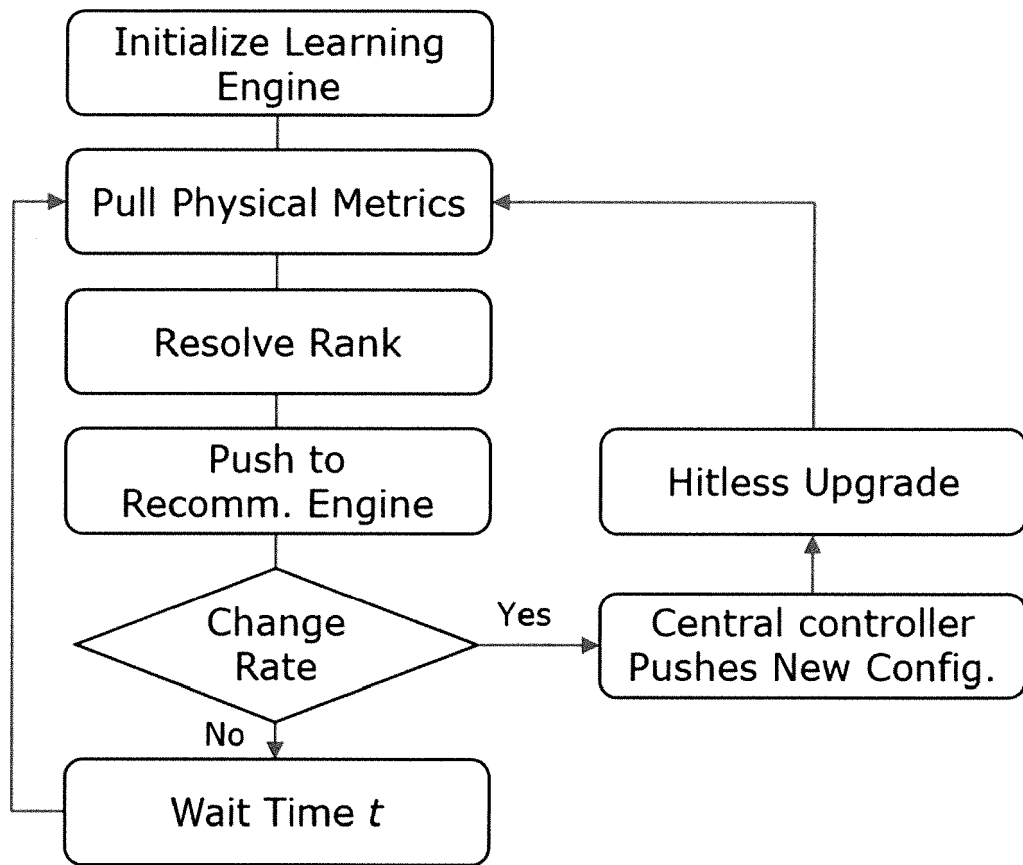 Initialize Learning
Engine
Pull Physical Metrics
Resolve Rank
Push to
Recomm. Engine
Hitless Upgrade
Change
Rate
Yes
Central controller
Pushes New Config.
No
Wait Time t